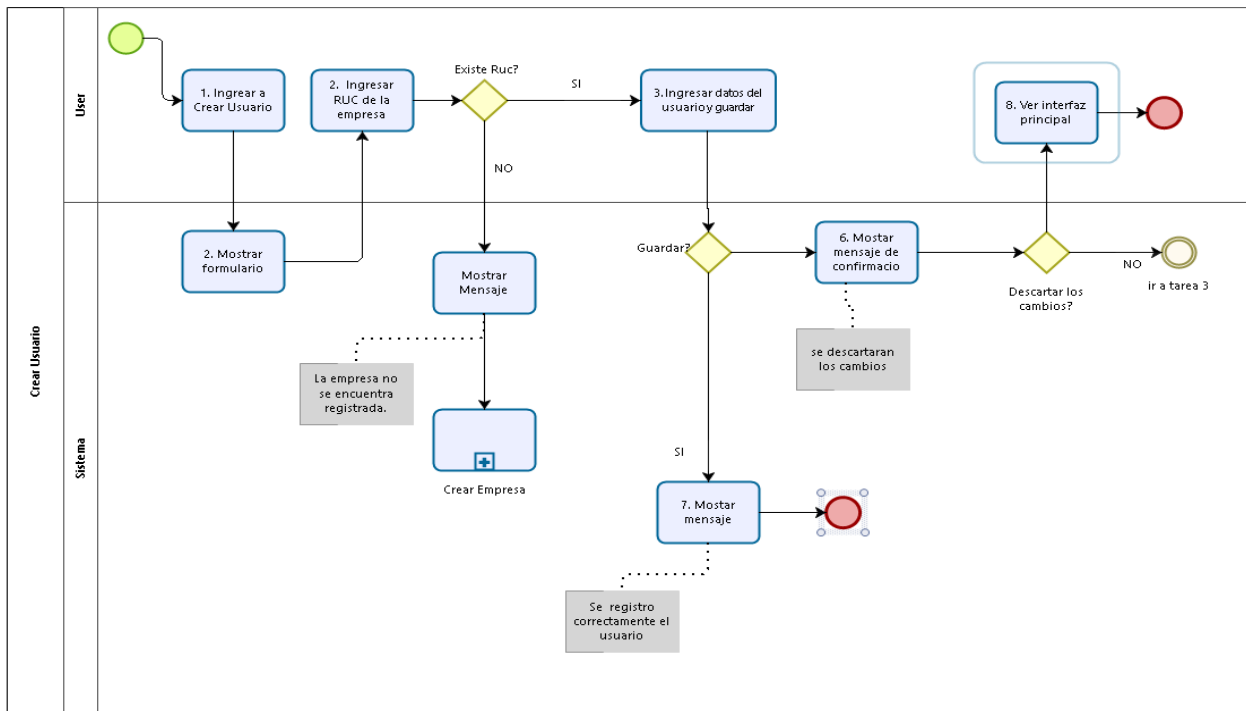 Crear Usuario
User
Sistema
1. Ingrear a
Crear Usuario
2. Ingresar
RUC de la
empresa
Existe Ruc?
SI
NO
3. Ingresar datos del
usuario y guardar
8. Ver interfaz
principal
2. Mostrar
formulario
Mostrar
Mensaje
La empresa no
se encuentra
registrada.
Crear Empresa
Guardar?
6. Mostar
mensaje de
confirmacio
se descartaran
los cambios
Descartar los
cambios?
NO
ir a tarea 3
SI
7. Mostar
mensaje
Se registro
correctamente el
usuario